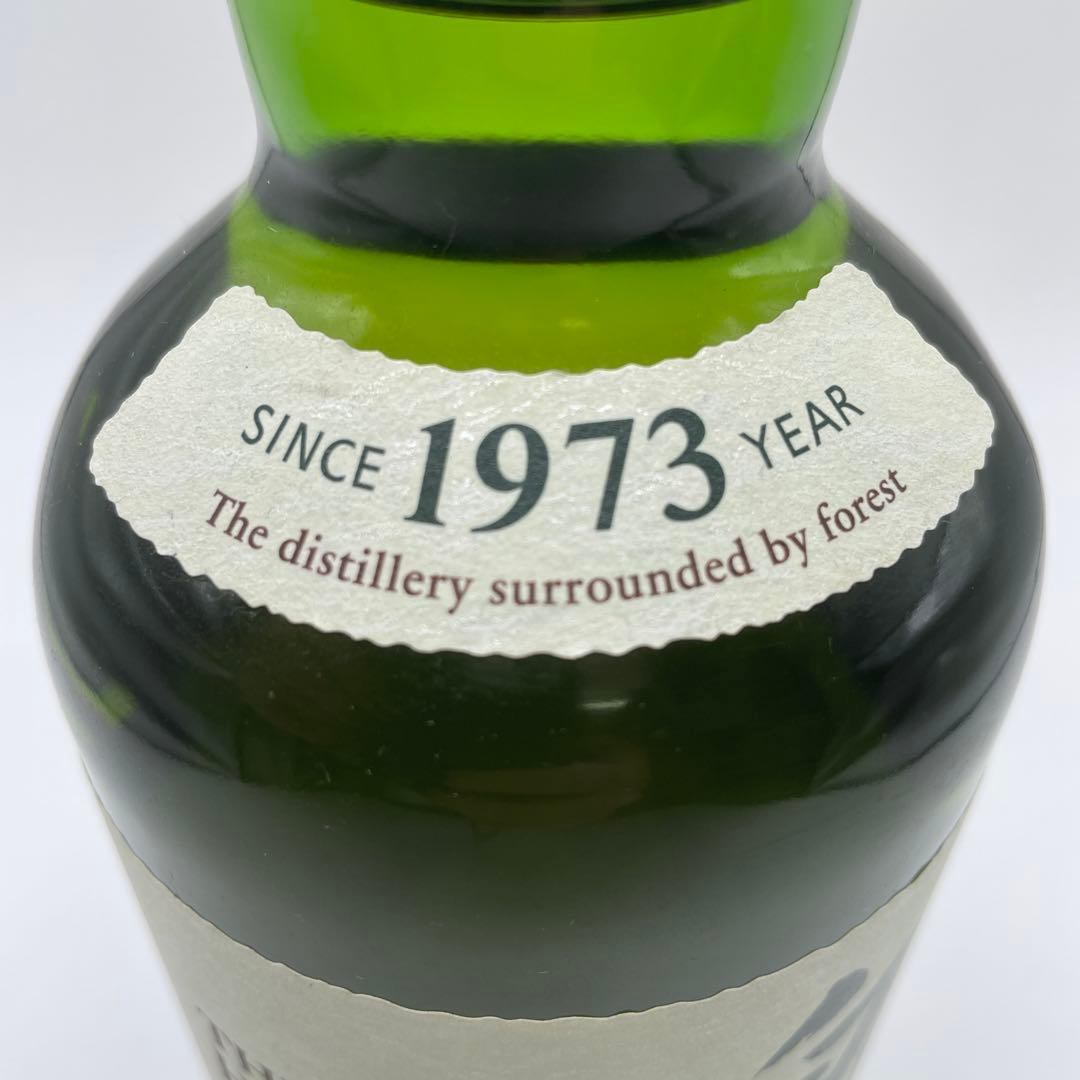 SINCE 1973 YEAR
The distillery surrounded by forest